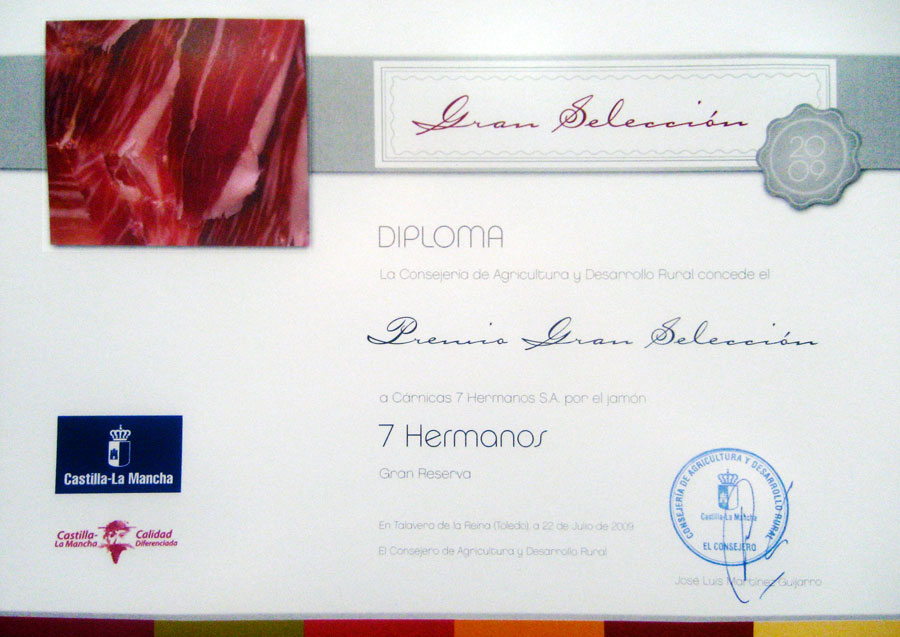 Gran Selección
20
09
DIPLOMA
La Consejería de Agricultura y Desarrollo Rural concede el
Premio Gran Selección
a Cárnicas 7 Hermanos S.A. por el jamón
7 Hermanos
Gran Reserva
En Talavera de la Reina (Toledo), a 22 de Julio de 2009
El Consejero de Agricultura y Desarrollo Rural
Castilla-La Mancha
Castilla-
La Mancha
Calidad
Diferenciada
CONSEJERÍA DE AGRICULTURA Y DESARROLLO RURAL
Castilla-La Mancha
EL CONSEJERO
José Luis Martínez Guijarro